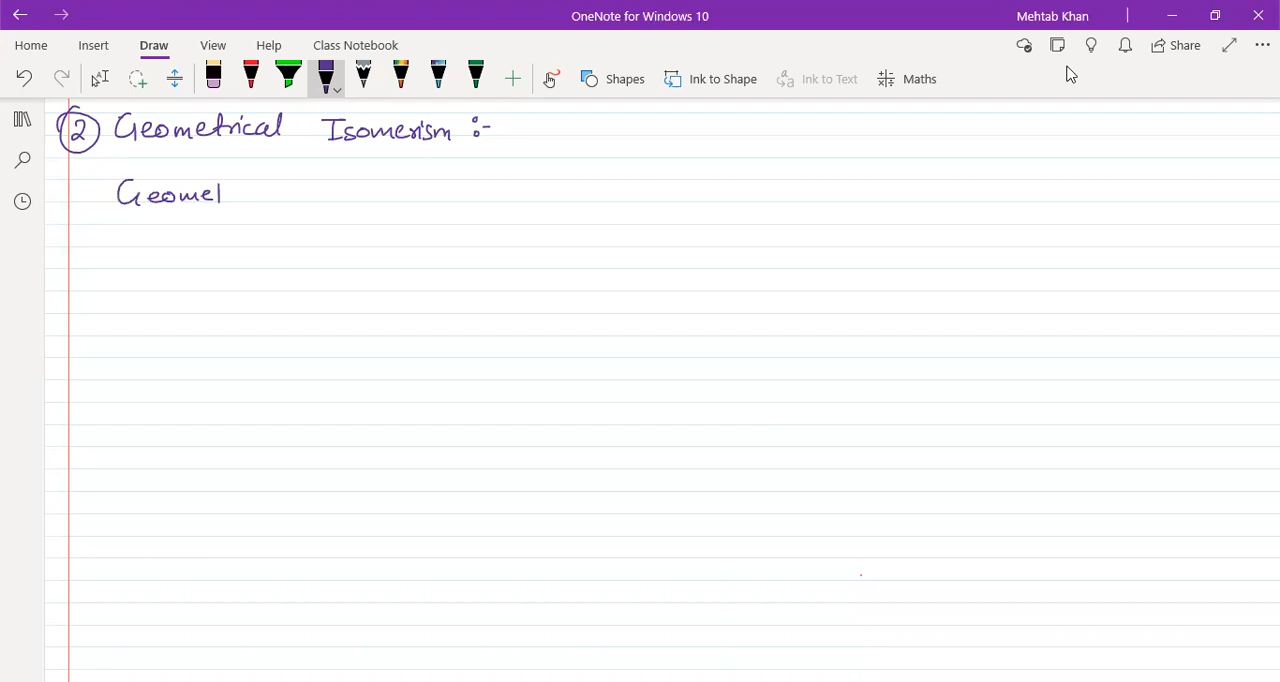 OneNote for Windows 10
Mehtab Khan
Home Insert Draw View Help Class Notebook
Share
Shapes Ink to Shape Ink to Text Maths
2 Geometrical Isomerism :-
Geomet